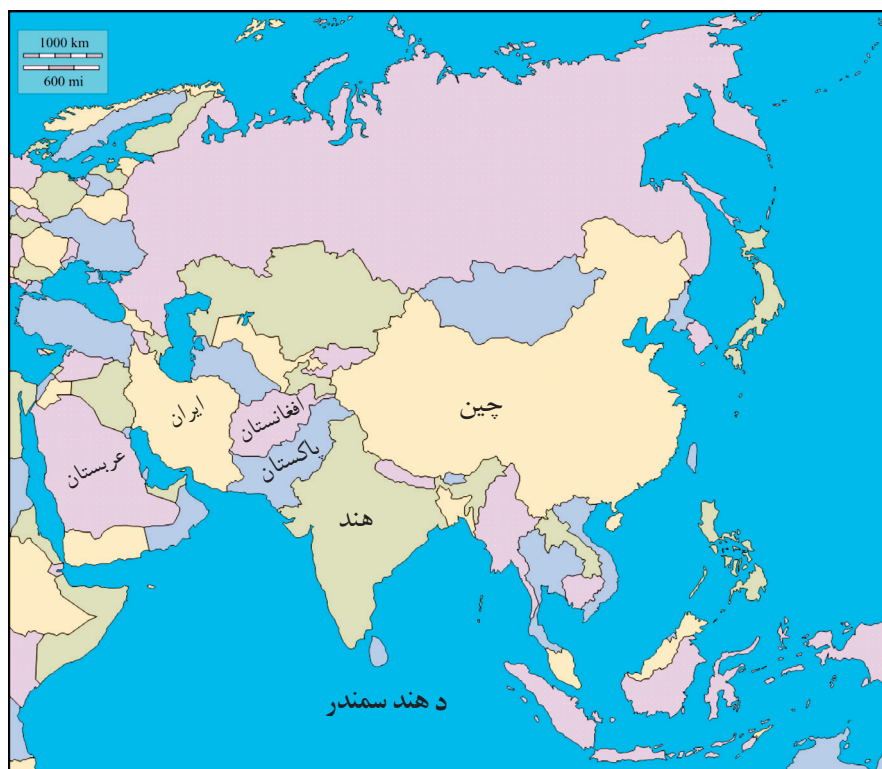 1000 km
600 mi
چین
ایران
افغانستان
پاکستان
عربستان
هند
د هند سمندر